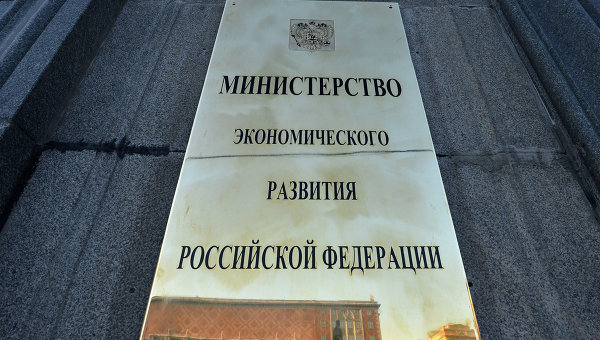 МИНИСТЕРСТВО
ЭКОНОМИЧЕСКОГО
РАЗВИТИЯ
РОССИЙСКОЙ ФЕДЕРАЦИИ